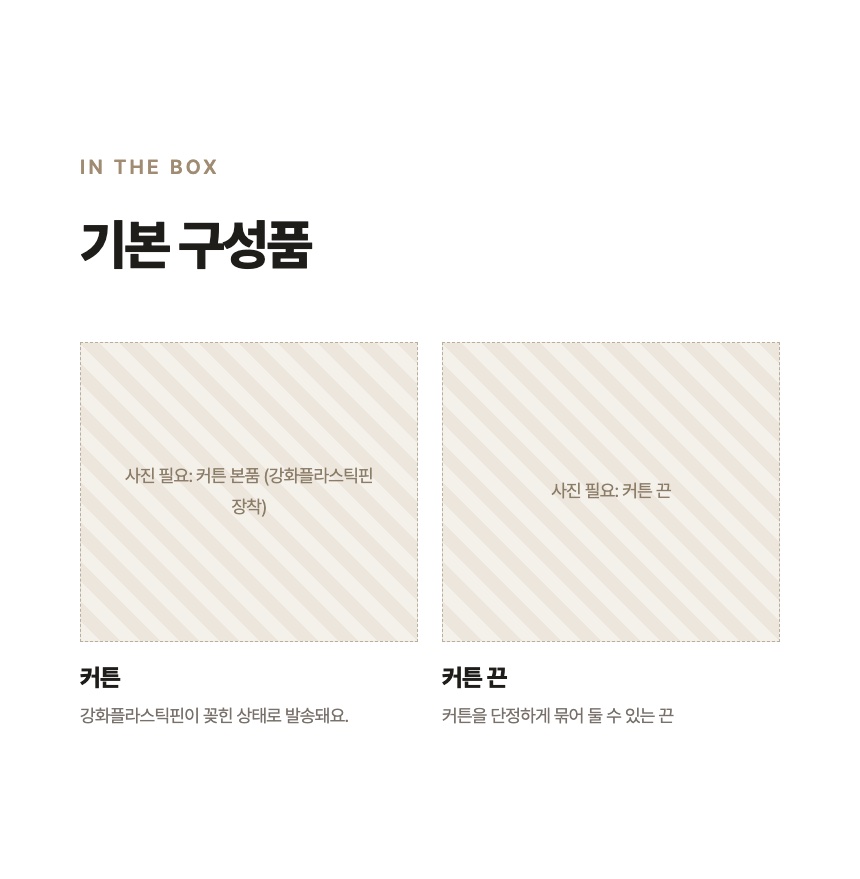 IN THE BOX
기본 구성품
사진 필요: 커튼 본품 (강화플라스틱핀
장착)
사진 필요: 커튼 끈
커튼
강화플라스틱핀이 꽂힌 상태로 발송돼요.
커튼 끈
커튼을 단정하게 묶어 둘 수 있는 끈